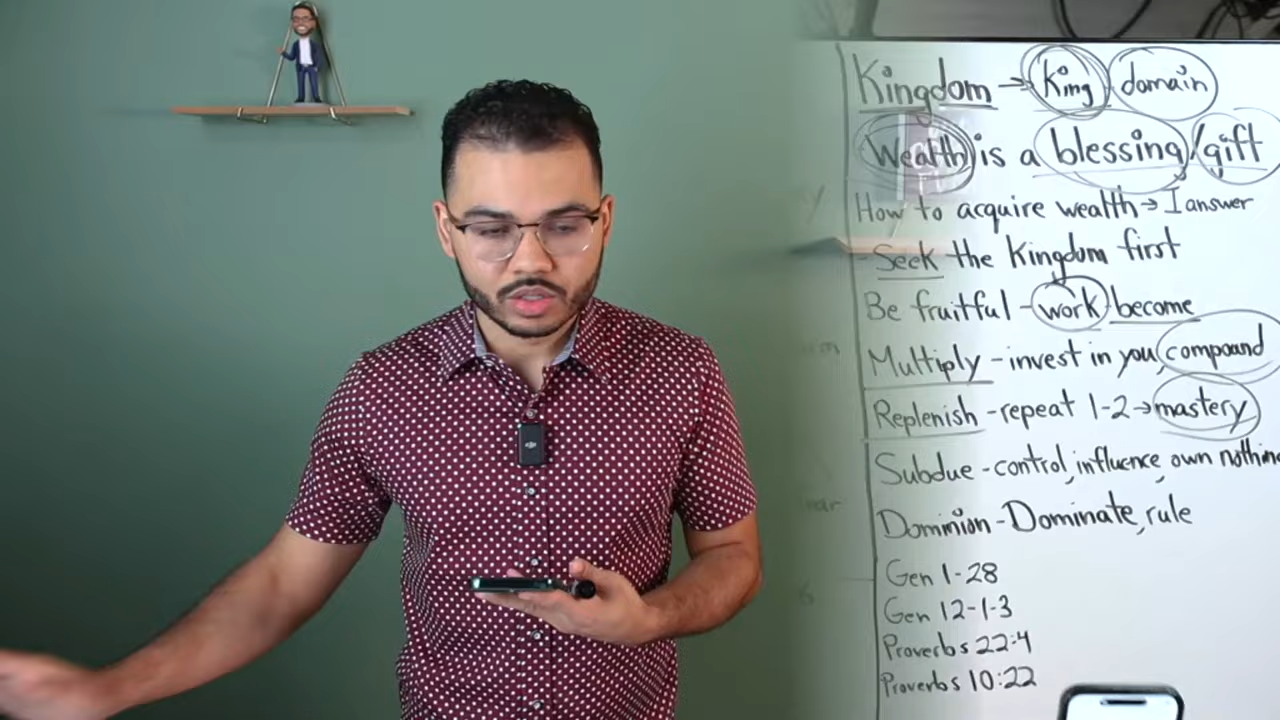 Kingdom → King domain
Wealth is a blessing/gift
How to acquire wealth → I answer
- Seek the Kingdom first
Be fruitful - work become
Multiply - invest in you, compound
Replenish - repeat 1-2 → mastery
Subdue - control, influence, own nothing
Dominion - Dominate, rule
Gen 1-28
Gen 12-1-3
Proverbs 22:4
Proverbs 10:22